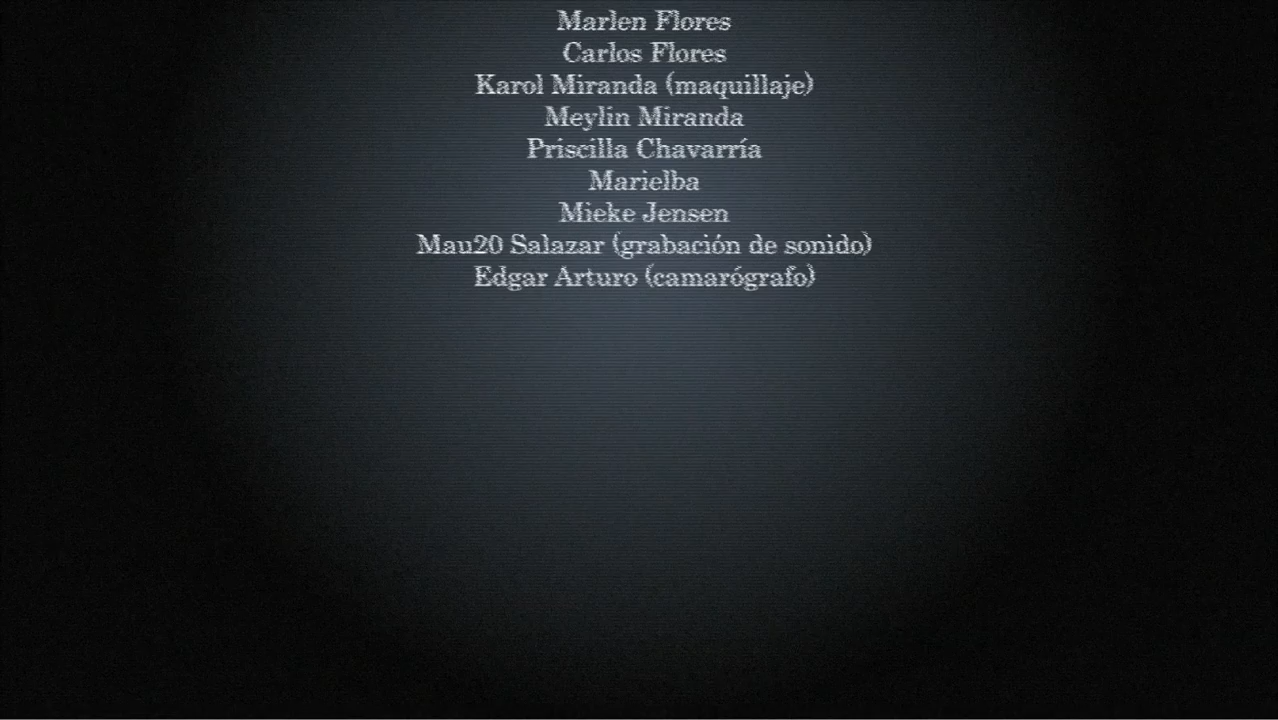 Marlen Flores
Carlos Flores
Karol Miranda (maquillaje)
Meylin Miranda
Priscilla Chavarría
Marielba
Mieke Jensen
Mau20 Salazar (grabación de sonido)
Edgar Arturo (camarógrafo)